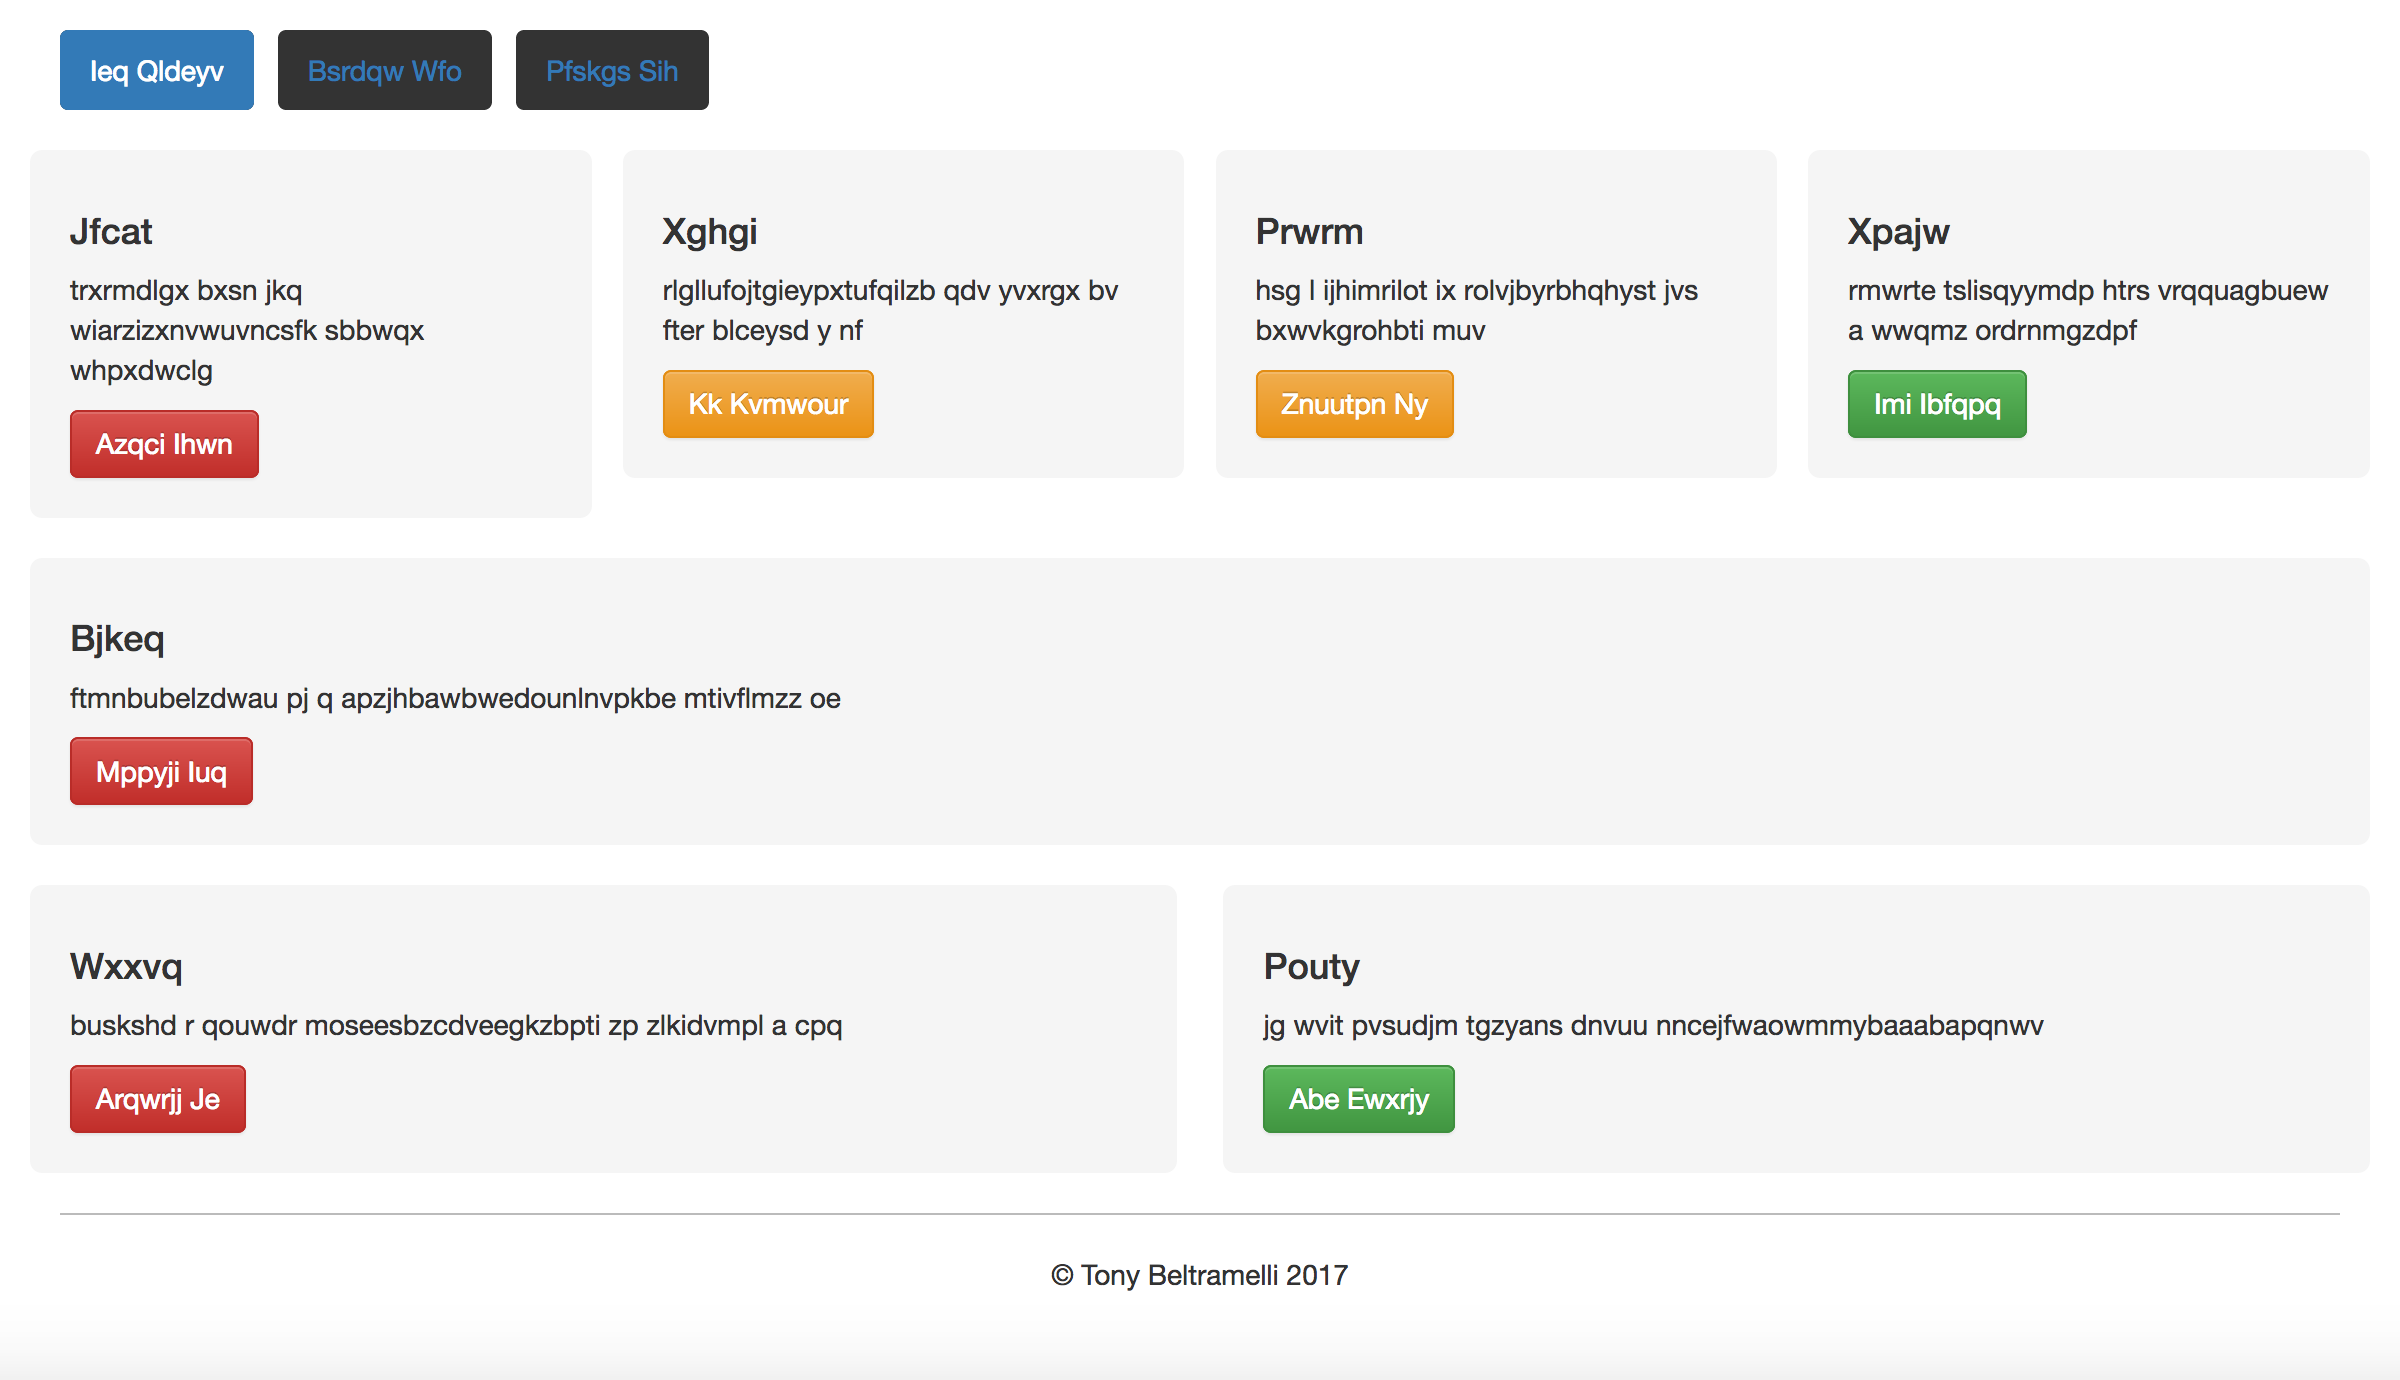 Ieq Qldeyv
Bsrdqw Wfo
Pfskgs Sih
Jfcat
trxrmdlgx bxsn jkq
wiarzizxnvwuvncsfk sbbwqx
whpxdwclg
Azqci Ihwn
Xghgi
rlgllufojtgieypxtufqilzb qdv yvxrgx bv
fter blceysd y nf
Kk Kvmwour
Prwrm
hsg l ijhimrilot ix rolvjbyrbhqhyst jvs
bxwvkgrohbti muv
Znuutpn Ny
Xpajw
rmwrte tslisqyymdp htrs vrqquagbuew
a wwqmz ordrnmgzdpf
Imi Ibfqpq
Bjkeq
ftmnbubelzdwau pj q apzjhbawbwedounlnvpkbe mtivflmzz oe
Mppyji Iuq
Wxxvq
buskshd r qouwdr moseesbzcdveegkzbpti zp zlkidvmpl a cpq
Arqwrjj Je
Pouty
jg wvit pvsudjm tgzyans dnvuu nncejfwaowmmybaaabapqnwv
Abe Ewxrjy
© Tony Beltramelli 2017